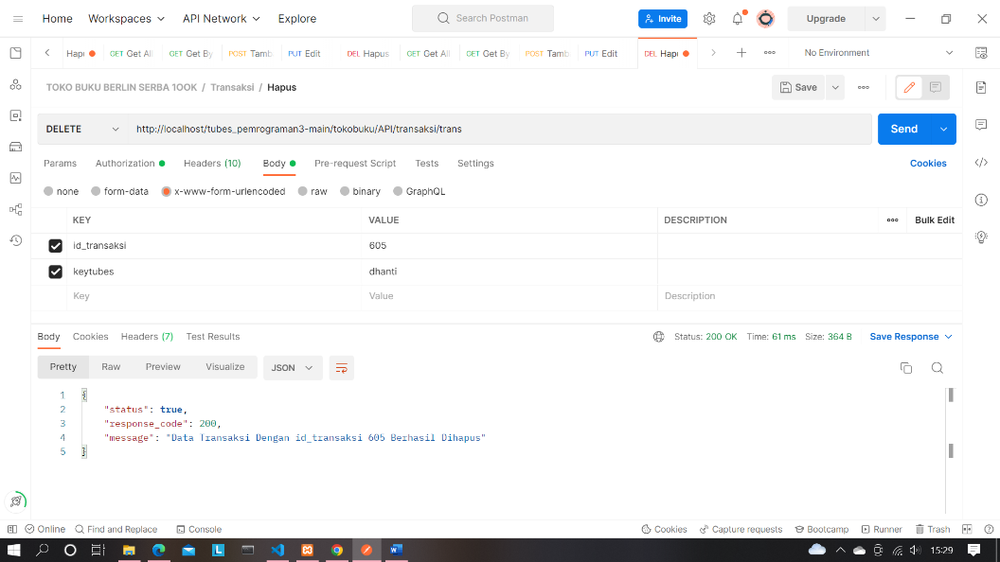 Home Workspaces API Network Explore Search Postman Invite Upgrade
Hapu GET Get All GET Get By POST Tamb PUT Edit DEL Hapus GET Get All GET Get By POST Tamb PUT Edit DEL Hapu No Environment
TOKO BUKU BERLIN SERBA 1OOK / Transaksi / Hapus Save
DELETE http://localhost/tubes_pemrograman3-main/tokobuku/API/transaksi/trans Send
Params Authorization Headers (10) Body Pre-request Script Tests Settings Cookies
none form-data x-www-form-urlencoded raw binary GraphQL
KEY VALUE DESCRIPTION Bulk Edit
id_transaksi 605
keytubes dhanti
Key Value Description
Body Cookies Headers (7) Test Results Status: 200 OK Time: 61 ms Size: 364 B Save Response
Pretty Raw Preview Visualize JSON
1 {
2 "status": true,
3 "response_code": 200,
4 "message": "Data Transaksi Dengan id_transaksi 605 Berhasil Dihapus"
5 }
Online Find and Replace Console Cookies Capture requests Bootcamp Runner Trash
15:29